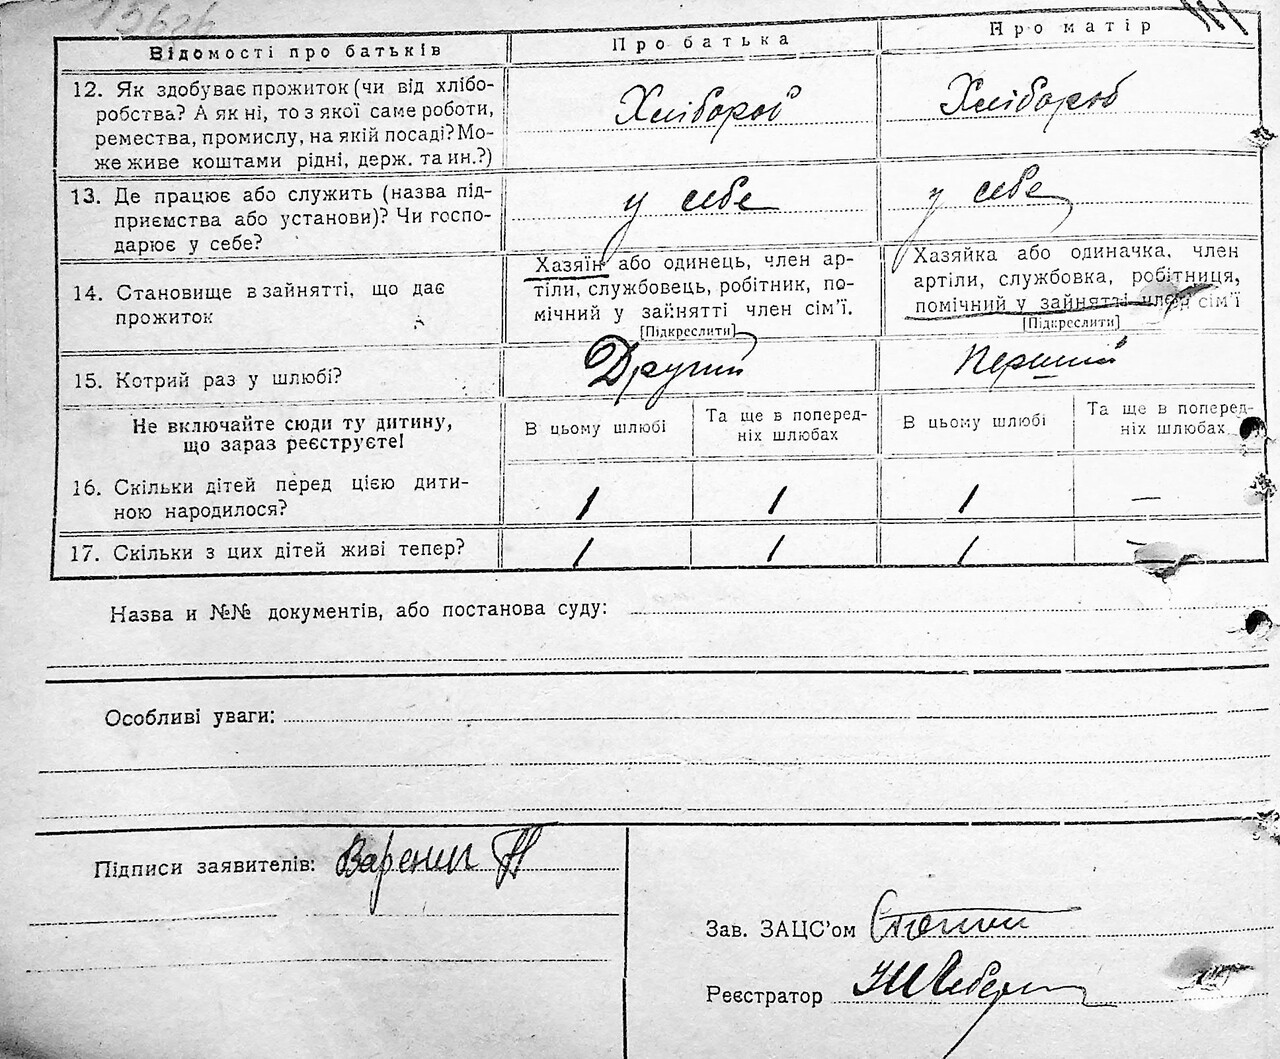 Відомості про батьків
Про батька
Про матір
12. Як здобуває прожиток (чи від хлібо-
робства? А як ні, то з якої саме роботи,
ремества, промислу, на якій посаді? Мо-
же живе коштами рідні, держ. та ин.?)
Хлібороб
Хлібороб
13. Де працює або служить (назва під-
приємства або установи)? Чи госпо-
дарює у себе?
у себе
у себе
14. Становище в зайнятті, що дає
прожиток
Хазяїн або одинець, член ар-
тіли, службовець, робітник, по-
мічний у зайнятті член сім’ї.
[Підкреслити]
Хазяйка або одиначка, член
артіли, службовка, робітниця,
помічний у зайнятті член сім’ї
[Підкреслити]
15. Котрий раз у шлюбі?
Другий
Перший
Не включайте сюди ту дитину,
що зараз реєструєте!
В цьому шлюбі
Та ще в поперед-
ніх шлюбах
В цьому шлюбі
Та ще в поперед-
ніх шлюбах
16. Скільки дітей перед цією дити-
ною народилося?
1
1
1
—
17. Скільки з цих дітей живі тепер?
1
1
1
—
Назва и №№ документів, або постанова суду:
Особливі уваги:
Підписи заявителів:
Зав. ЗАЦС’ом
Реєстратор